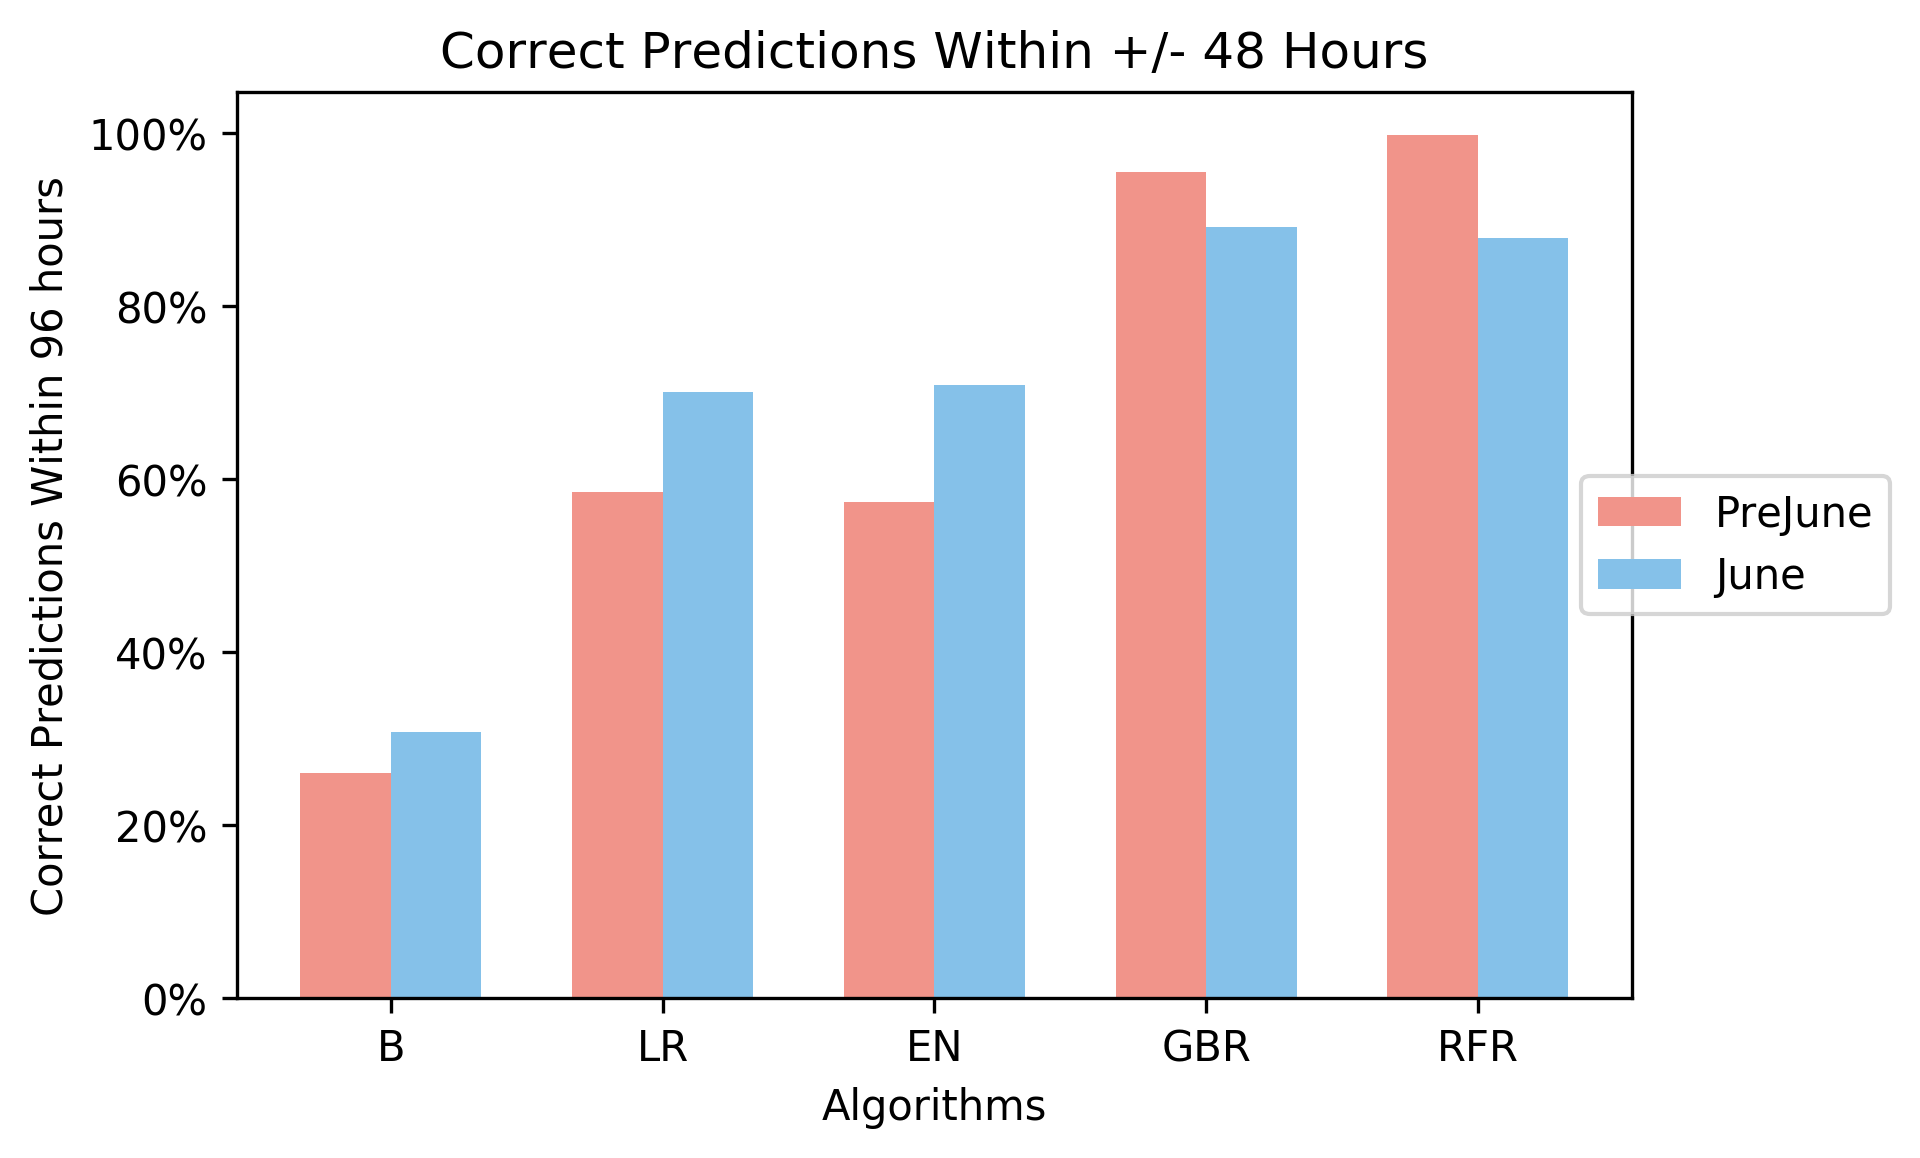 Correct Predictions Within +/- 48 Hours
Correct Predictions Within 96 hours
100%
80%
60%
40%
20%
0%
B
LR
EN
GBR
RFR
Algorithms
PreJune
June